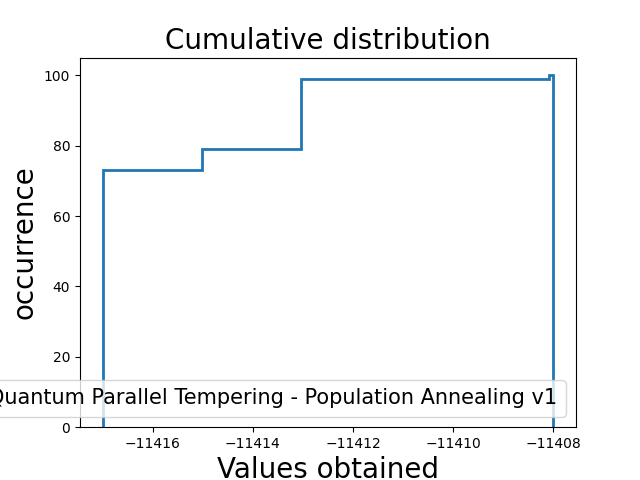 Cumulative distribution
occurrence
100
80
60
40
20
0
Parallel Tempering - Population Annealing v1
−11416 −11414 −11412 −11410 −11408
Values obtained